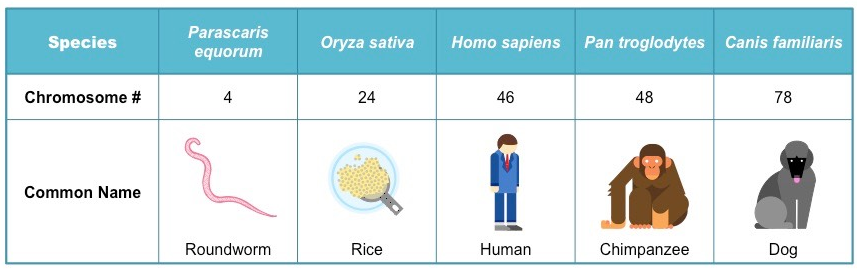 Species
Parascaris
equorum
Oryza sativa
Homo sapiens
Pan troglodytes
Canis familiaris
Chromosome #
4
24
46
48
78
Common Name
Roundworm
Rice
Human
Chimpanzee
Dog